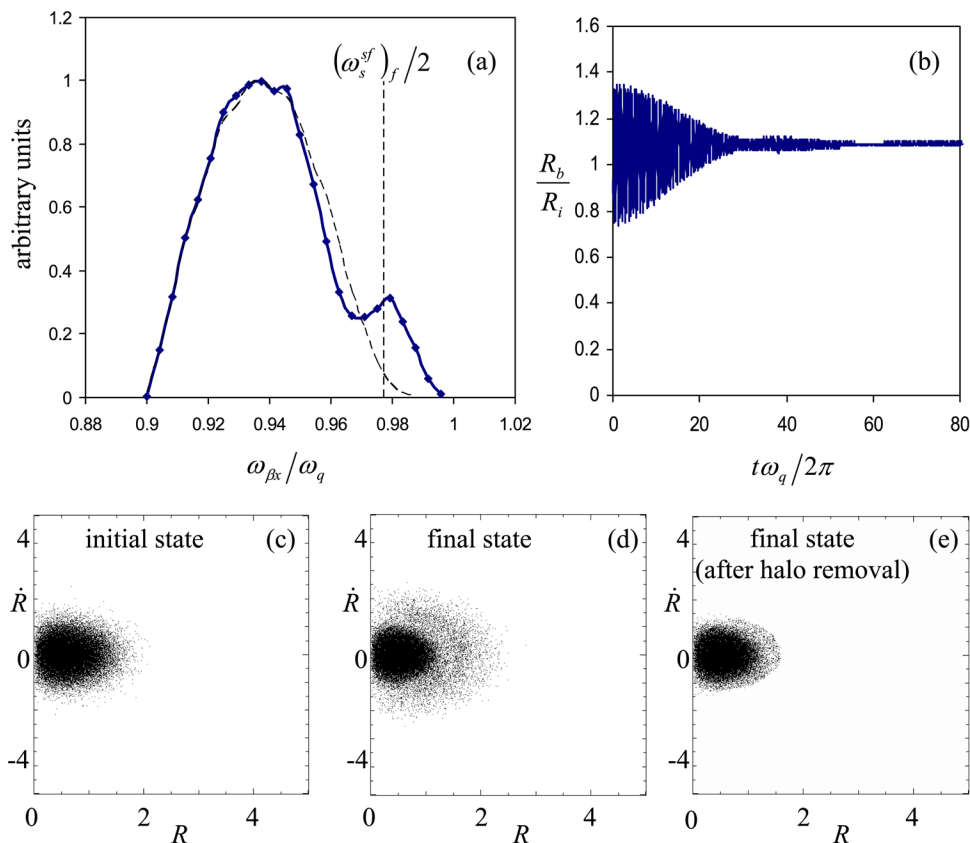 1.2
1
0.8
0.6
0.4
0.2
0
arbitrary units
(ω_s^{sf})_f/2
(a)
0.88
0.9
0.92
0.94
0.96
0.98
1
1.02
ω_{βx}/ω_q
1.6
1.4
1.2
1
0.8
0.6
0.4
0.2
0
R_b
R_i
(b)
0
20
40
60
80
tω_q/2π
initial state
(c)
4
Ṙ
0
-4
0
2
4
R
final state
(d)
4
Ṙ
0
-4
0
2
4
R
final state
(e)
(after halo removal)
4
Ṙ
0
-4
0
2
4
R